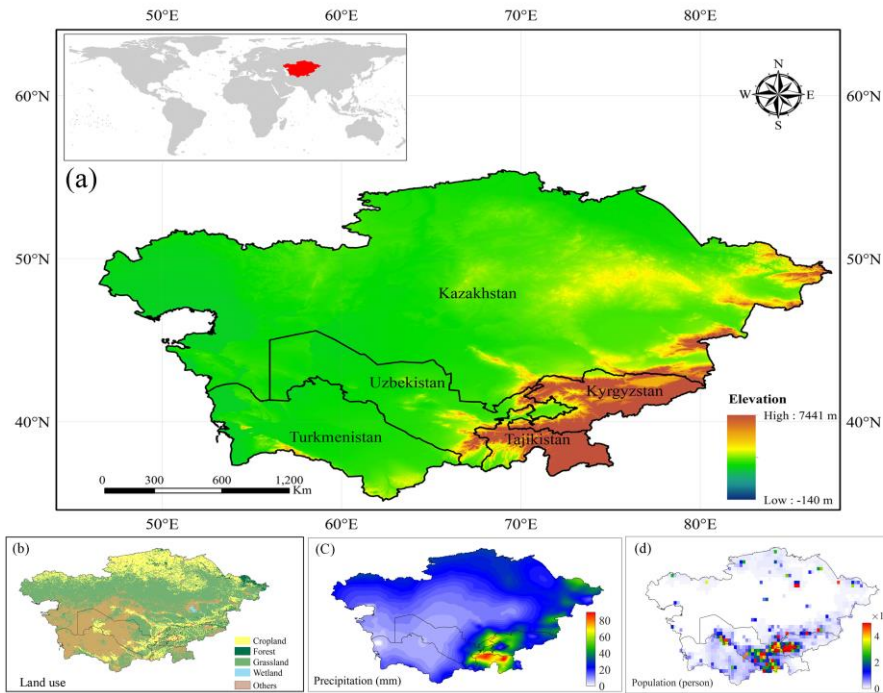 50°E 60°E 70°E 80°E
60°N 60°N
N
W E
S
(a)
50°N 50°N
Kazakhstan
Uzbekistan
Kyrgyzstan
40°N 40°N
Turkmenistan
Tajikistan
Elevation
High : 7441 m
Low : -140 m
0 300 600 1,200
Km
50°E 60°E 70°E 80°E
(b)
Cropland
Forest
Grassland
Wetland
Others
Land use
(C)
80
60
40
20
0
Precipitation (mm)
(d)
4
2
0
Population (person)